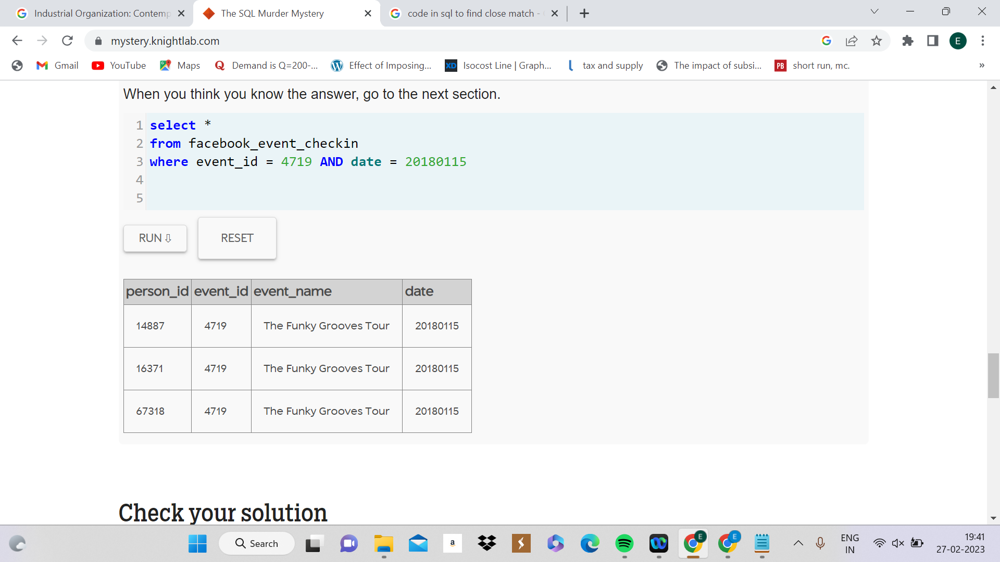 Industrial Organization: Contemp
The SQL Murder Mystery
code in sql to find close match -
mystery.knightlab.com
E
Gmail
YouTube
Maps
Demand is Q=200-...
Effect of Imposing...
XD
Isocost Line | Graph...
tax and supply
The impact of subsi...
PB
short run, mc.
»
When you think you know the answer, go to the next section.
1 select *
2 from facebook_event_checkin
3 where event_id = 4719 AND date = 20180115
4
5
RUN ⇩
RESET
person_id event_id event_name date
14887 4719 The Funky Grooves Tour 20180115
16371 4719 The Funky Grooves Tour 20180115
67318 4719 The Funky Grooves Tour 20180115
Check your solution
Search
a
E
E
ENG
IN
19:41
27-02-2023